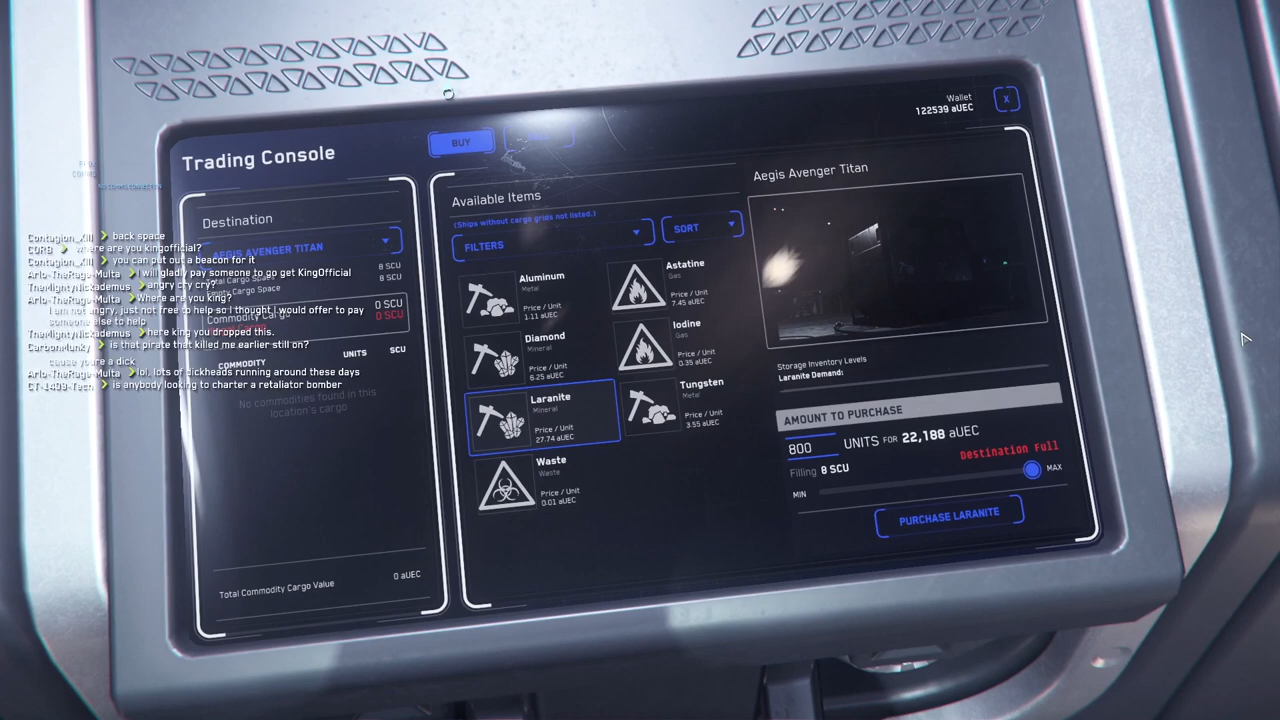 Wallet
122539 aUEC
X
Trading Console
BUY
Destination
AEGIS AVENGER TITAN
8 SCU
8 SCU
Empty Cargo Space
0 SCU
Commodity Cargo
0 SCU
COMMODITY UNITS SCU
No commodities found in this
location's cargo
Total Commodity Cargo Value 0 aUEC
Contagion_Kill > back space
where are you kingofficial?
Contagion_Kill > you can put out a beacon for it
Arlo-TheRage-Multa > I will gladly pay someone to go get KingOfficial
TheMightyNickademus > angry cry cry?
Arlo-TheRage-Multa > Where are you king?
I am not angry, just not free to help so I thought I would offer to pay
someone else to help
TheMightyNickademus > here king you dropped this.
CarbonMunky > is that pirate that killed me earlier still on?
cause youre a dick
Arlo-TheRage-Multa > lol, lots of dickheads running around these days
CT-1499-Tech > is anybody looking to charter a retaliator bomber
Available Items
(Ships without cargo grids not listed.)
FILTERS
SORT
Aluminum
Metal
Price / Unit
1.11 aUEC
Astatine
Gas
Price / Unit
7.45 aUEC
Diamond
Mineral
Price / Unit
6.25 aUEC
Iodine
Gas
Price / Unit
0.35 aUEC
Laranite
Mineral
Price / Unit
27.74 aUEC
Tungsten
Metal
Price / Unit
3.55 aUEC
Waste
Waste
Price / Unit
0.01 aUEC
Aegis Avenger Titan
Storage Inventory Levels
Laranite Demand:
AMOUNT TO PURCHASE
800 UNITS FOR 22,188 aUEC
Destination Full
Filling 8 SCU
MIN MAX
PURCHASE LARANITE